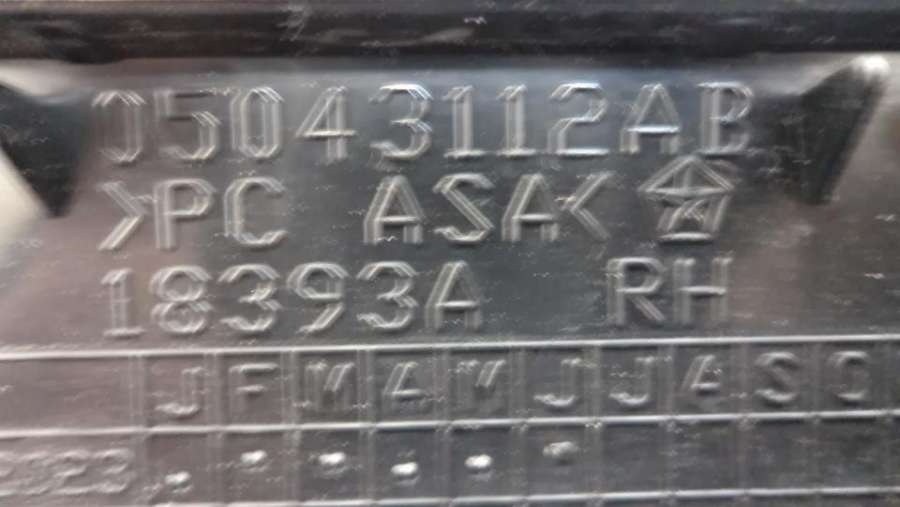 05043112AB
>PC ASA<
18393A RH
J F M A M J J A S O
2023